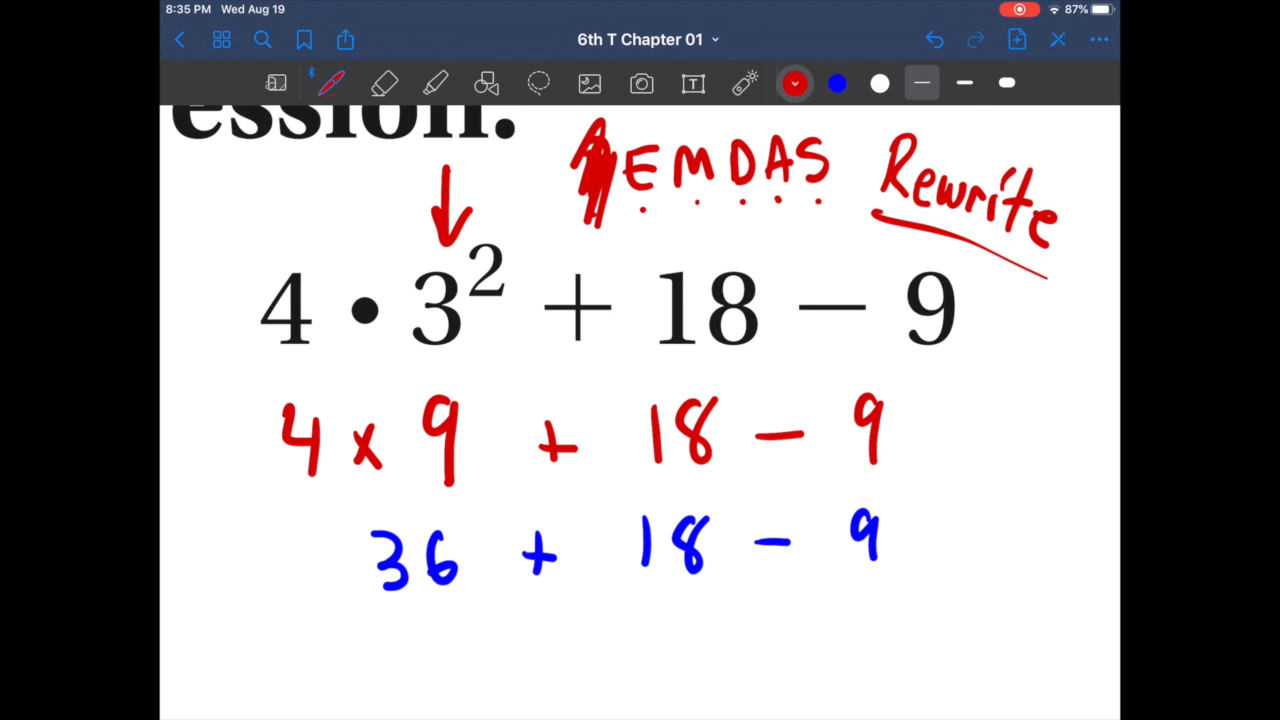 8:35 PM Wed Aug 19 87%
6th T Chapter 01
T
ession.
EMDAS Rewrite
4 • 3² + 18 − 9
4 x 9 + 18 − 9
36 + 18 − 9